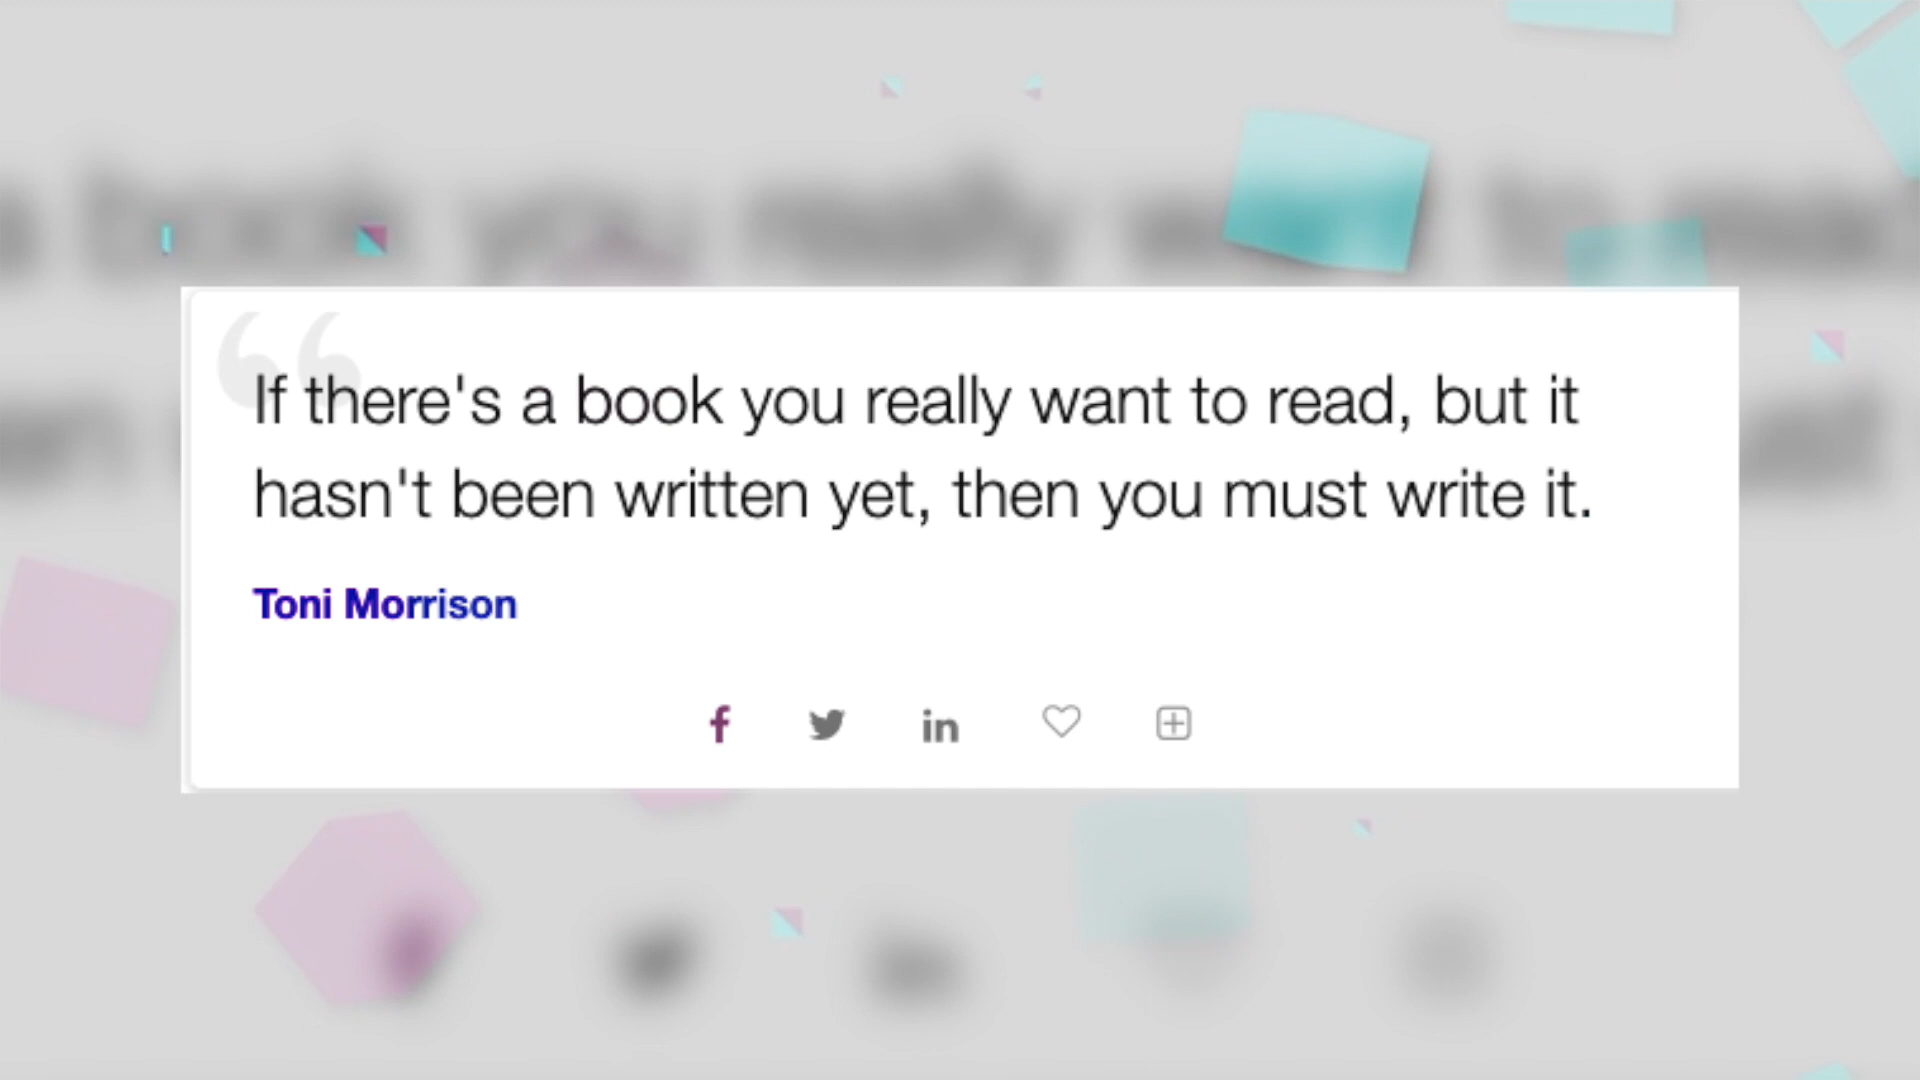 If there's a book you really want to read, but it
hasn't been written yet, then you must write it.
Toni Morrison